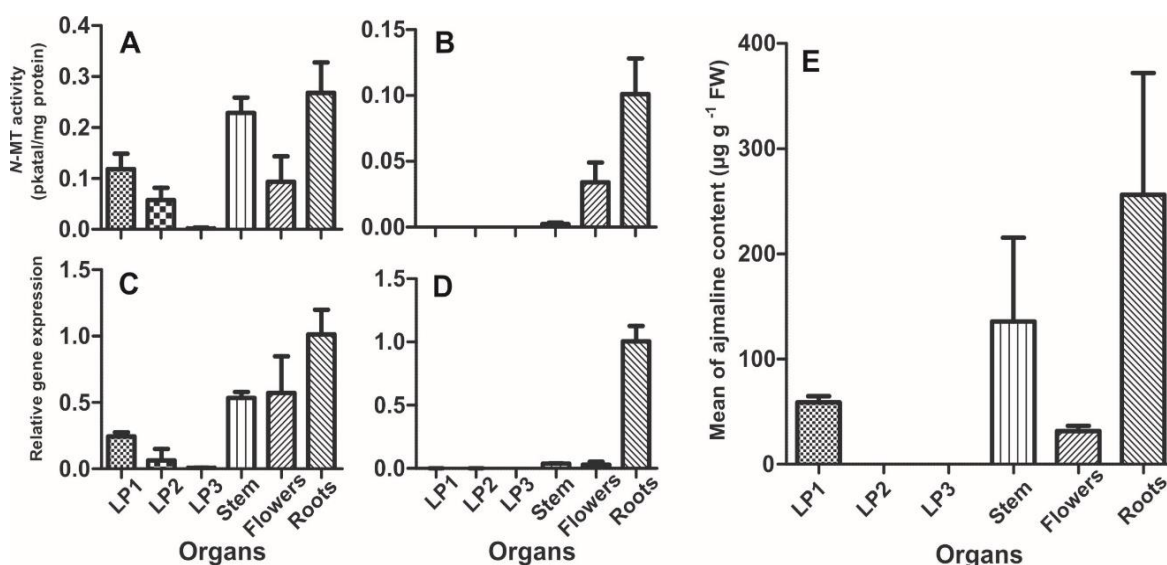 A
B
E
N-MT activity
(pkatal/mg protein)
0.4
0.3
0.2
0.1
0.0
0.15
0.10
0.05
0.00
C
D
Relative gene expression
1.5
1.0
0.5
0.0
1.5
1.0
0.5
0.0
LP1
LP2
LP3
Stem
Flowers
Roots
Organs
LP1
LP2
LP3
Stem
Flowers
Roots
Organs
Mean of ajmaline content (µg g⁻¹ FW)
400
300
200
100
0
LP1
LP2
LP3
Stem
Flowers
Roots
Organs